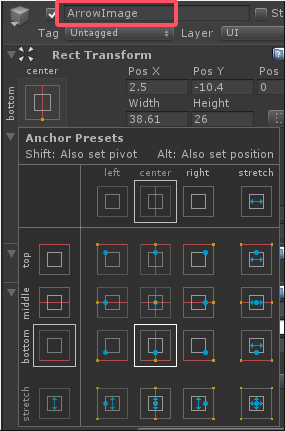 ArrowImage St
Tag Untagged Layer UI
Rect Transform
center Pos X Pos Y Pos
bottom 2.5 -10.4 0
Width Height
38.61 26
Anchor Presets
Shift: Also set pivot Alt: Also set position
left center right stretch
top
middle
bottom
stretch